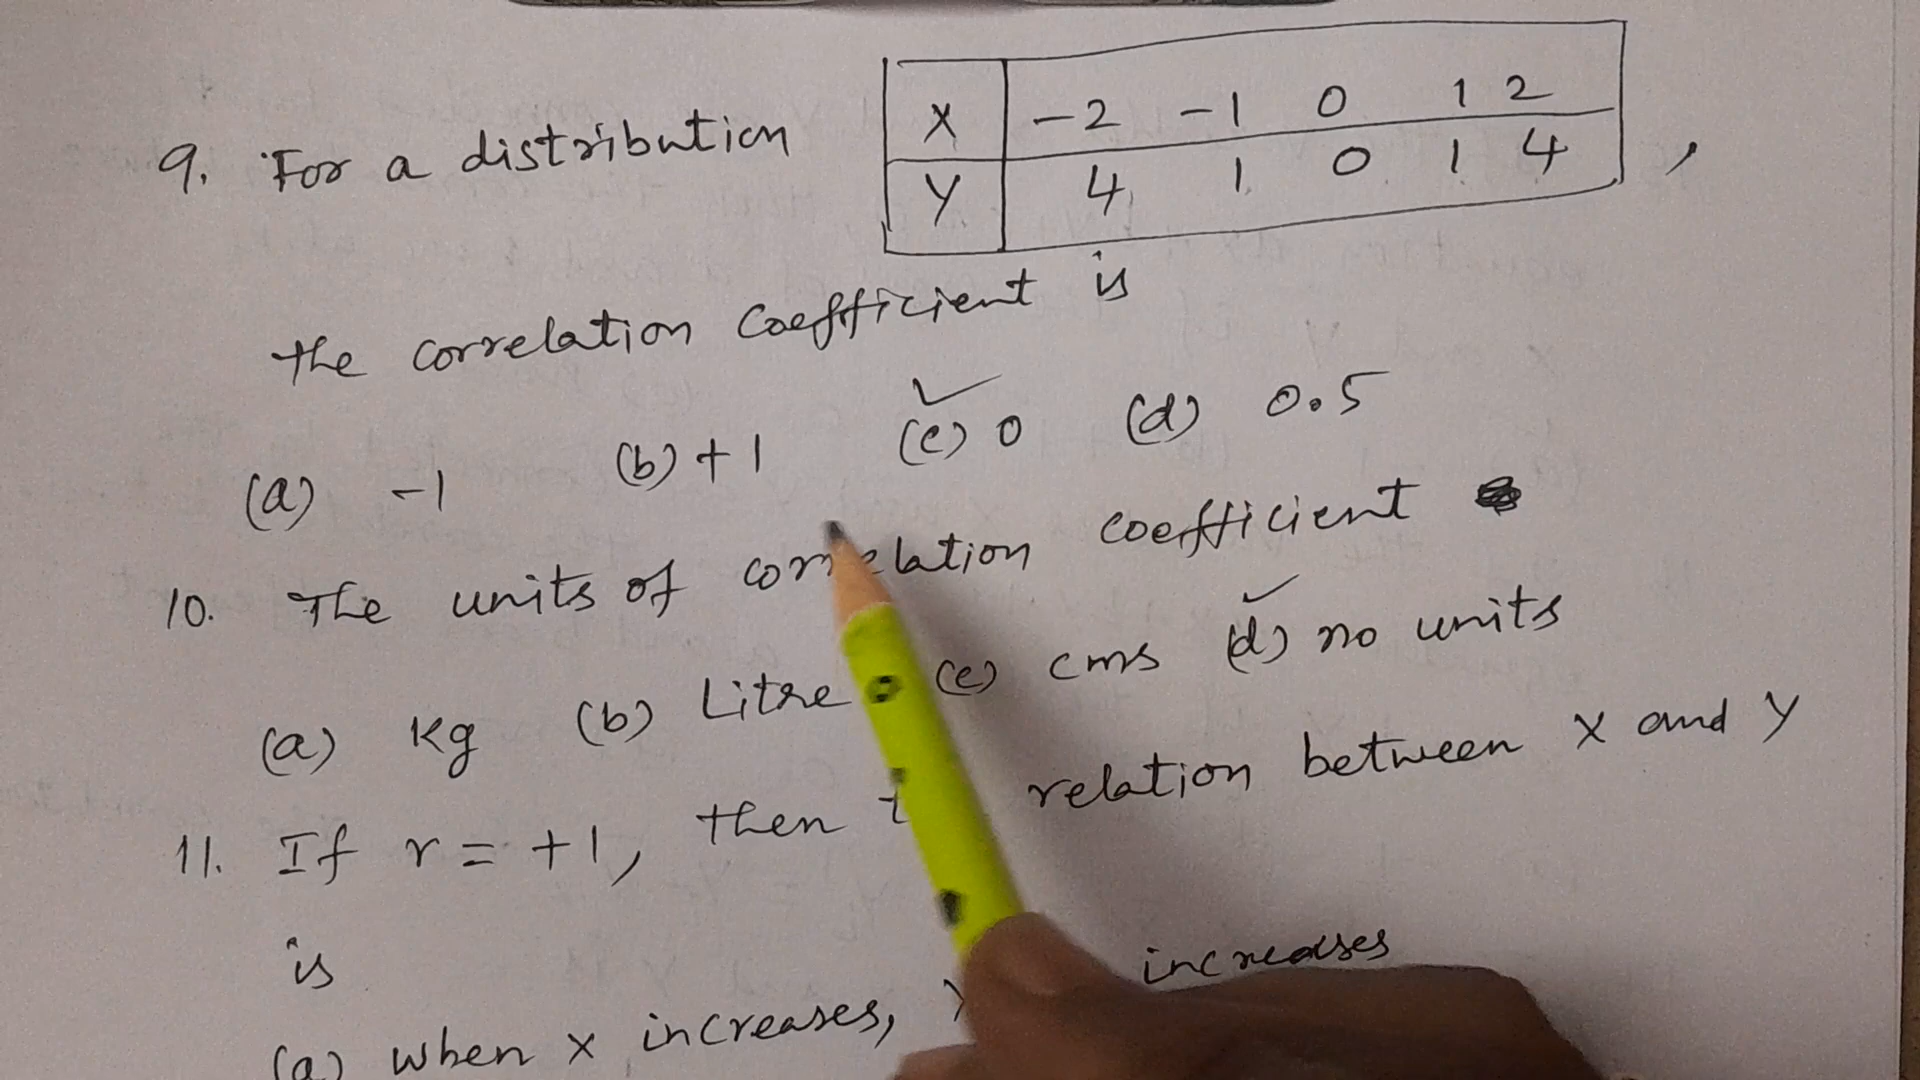 9. For a distribution
X -2 -1 0 1 2
Y 4 1 0 1 4 ,
the correlation coefficient is
(a) -1 (b) +1 (c) 0 (d) 0.5
10. The units of correlation coefficient
(a) Kg (b) Litre (c) cms (d) no units
11. If r = +1, then relation between X and Y
is
(a) when x increases, increases